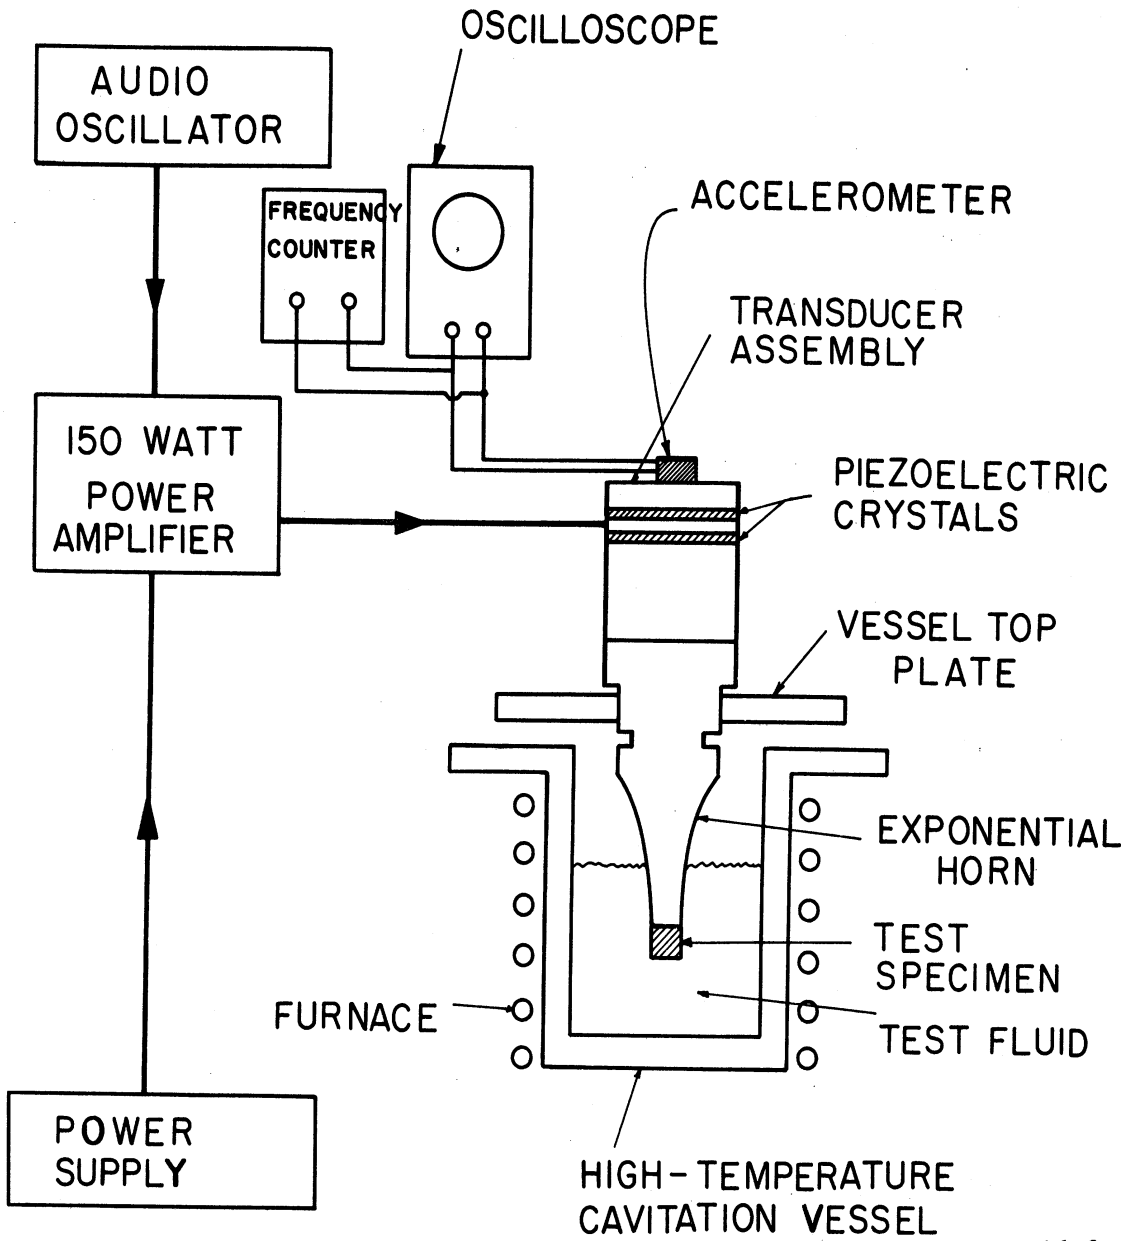 OSCILLOSCOPE
AUDIO
OSCILLATOR
FREQUENCY
COUNTER
ACCELEROMETER
TRANSDUCER
ASSEMBLY
150 WATT
POWER
AMPLIFIER
PIEZOELECTRIC
CRYSTALS
VESSEL TOP
PLATE
EXPONENTIAL
HORN
TEST
SPECIMEN
FURNACE
TEST FLUID
POWER
SUPPLY
HIGH-TEMPERATURE
CAVITATION VESSEL